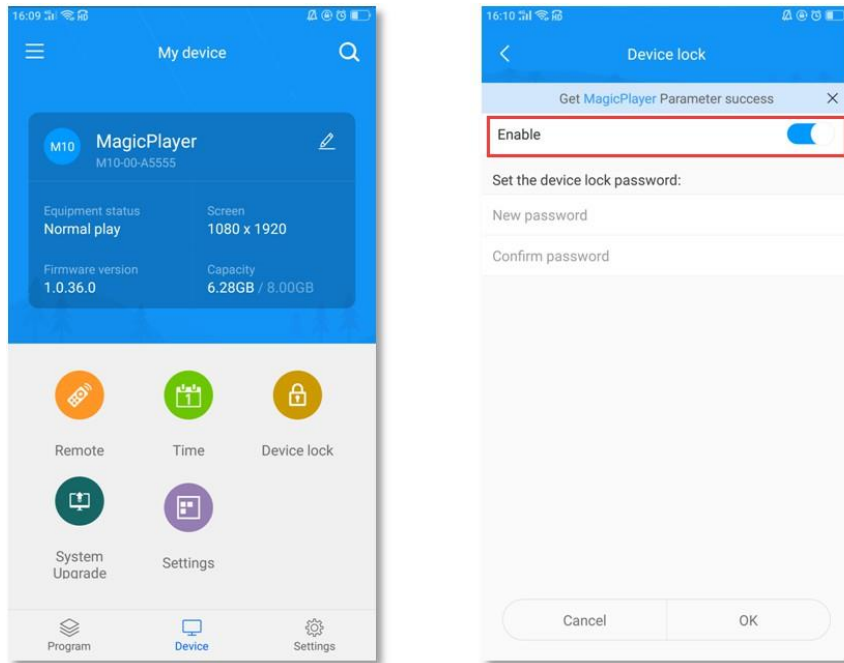 16:09
My device
M10
MagicPlayer
M10-00-A5555
Equipment status
Normal play
Screen
1080 x 1920
Firmware version
1.0.36.0
Capacity
6.28GB / 8.00GB
1
Remote
Time
Device lock
System
Upgrade
Settings
Program
Device
Settings
16:10
Device lock
Get MagicPlayer Parameter success
Enable
Set the device lock password:
New password
Confirm password
Cancel
OK